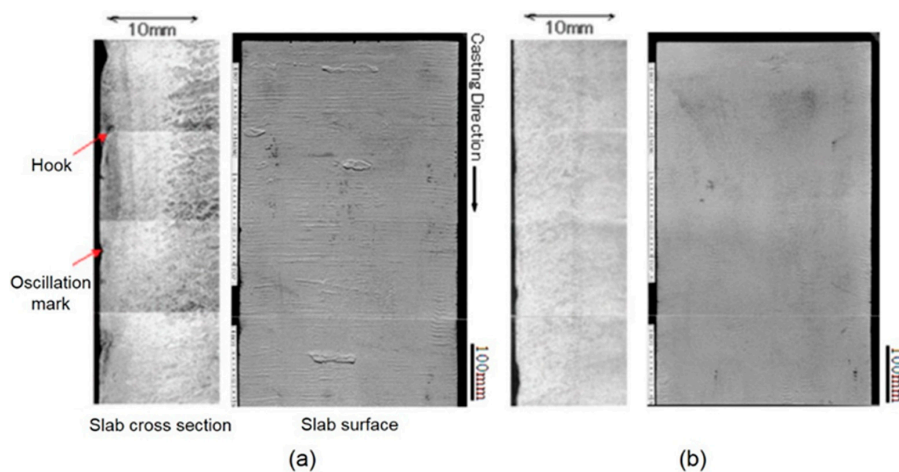 10mm
10mm
Hook
Oscillation
mark
Casting Direction
100mm
100mm
Slab cross section
Slab surface
(a)
(b)